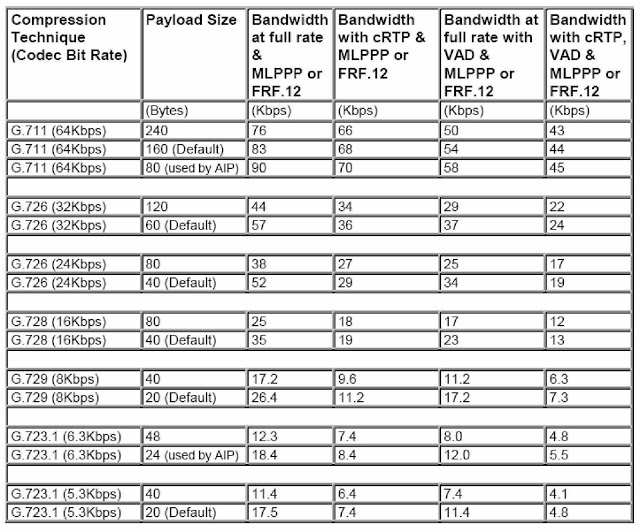 Compression Technique (Codec Bit Rate) Payload Size Bandwidth at full rate & MLPPP or FRF.12 Bandwidth with cRTP & MLPPP or FRF.12 Bandwidth at full rate with VAD & MLPPP or FRF.12 Bandwidth with cRTP, VAD & MLPPP or FRF.12
(Bytes) (Kbps) (Kbps) (Kbps) (Kbps)
G.711 (64Kbps) 240 76 66 50 43
G.711 (64Kbps) 160 (Default) 83 68 54 44
G.711 (64Kbps) 80 (used by AIP) 90 70 58 45
G.726 (32Kbps) 120 44 34 29 22
G.726 (32Kbps) 60 (Default) 57 36 37 24
G.726 (24Kbps) 80 38 27 25 17
G.726 (24Kbps) 40 (Default) 52 29 34 19
G.728 (16Kbps) 80 25 18 17 12
G.728 (16Kbps) 40 (Default) 35 19 23 13
G.729 (8Kbps) 40 17.2 9.6 11.2 6.3
G.729 (8Kbps) 20 (Default) 26.4 11.2 17.2 7.3
G.723.1 (6.3Kbps) 48 12.3 7.4 8.0 4.8
G.723.1 (6.3Kbps) 24 (used by AIP) 18.4 8.4 12.0 5.5
G.723.1 (5.3Kbps) 40 11.4 6.4 7.4 4.1
G.723.1 (5.3Kbps) 20 (Default) 17.5 7.4 11.4 4.8